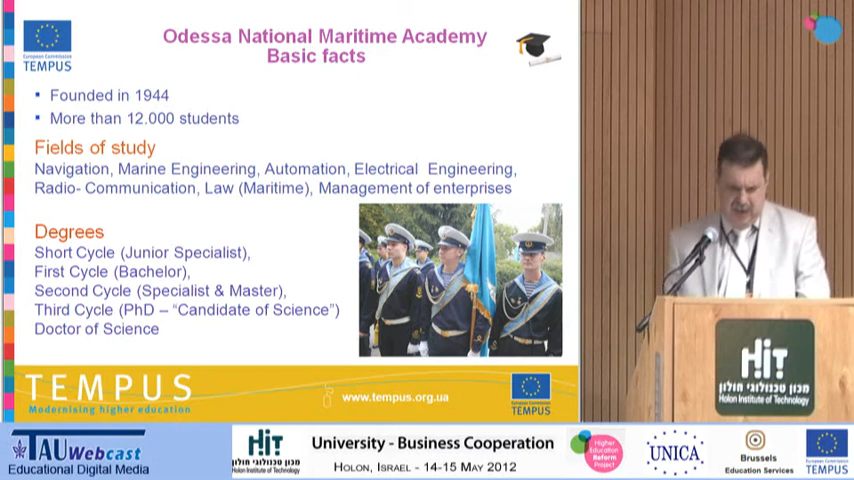 Webcast
Odessa National Maritime Academy
Basic facts
European Commission
TEMPUS
Founded in 1944
More than 12.000 students
Fields of study
Navigation, Marine Engineering, Automation, Electrical Engineering,
Radio- Communication, Law (Maritime), Management of enterprises
Degrees
Short Cycle (Junior Specialist),
First Cycle (Bachelor),
Second Cycle (Specialist & Master),
Third Cycle (PhD – “Candidate of Science”)
Doctor of Science
TEMPUS
Modernising higher education
www.tempus.org.ua
European Commission
TEMPUS
HiT
מכון טכנולוגי חולון
Holon Institute of Technology
TAU Webcast
Educational Digital Media
HiT
מכון טכנולוגי חולון
Holon Institute of Technology
University - Business Cooperation
Holon, Israel - 14-15 May 2012
Higher
Education
Reform
Project
UNICA
Brussels
Education Services
European Commission
TEMPUS